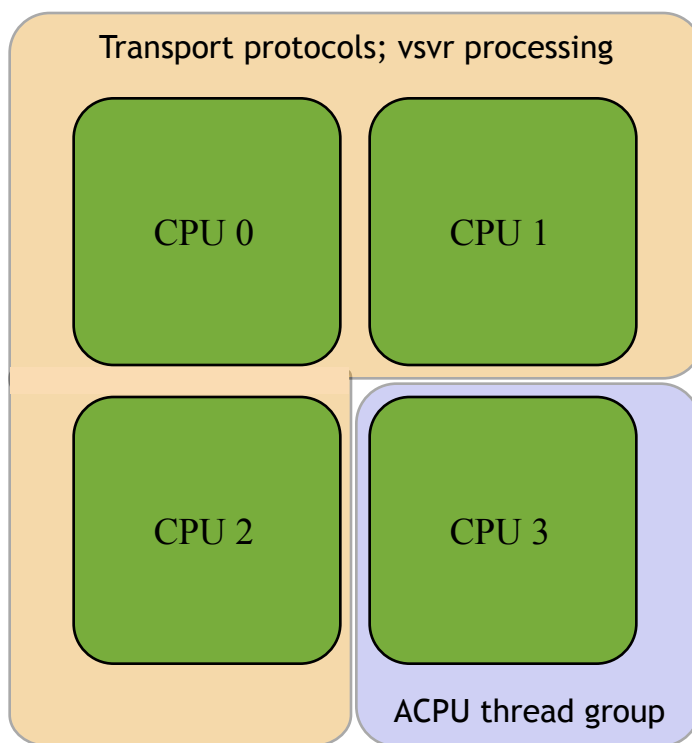 Transport protocols; vsvr processing
CPU 0
CPU 1
CPU 2
CPU 3
ACPU thread group